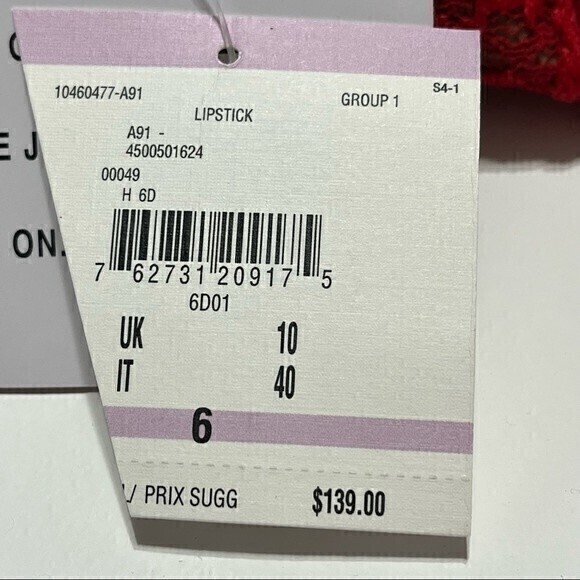 10460477-A91 GROUP 1 S4-1
LIPSTICK
A91 -
4500501624
00049
H 6D
7 62731 20917 5
6D01
UK 10
IT 40
6
/ PRIX SUGG $139.00
ON.